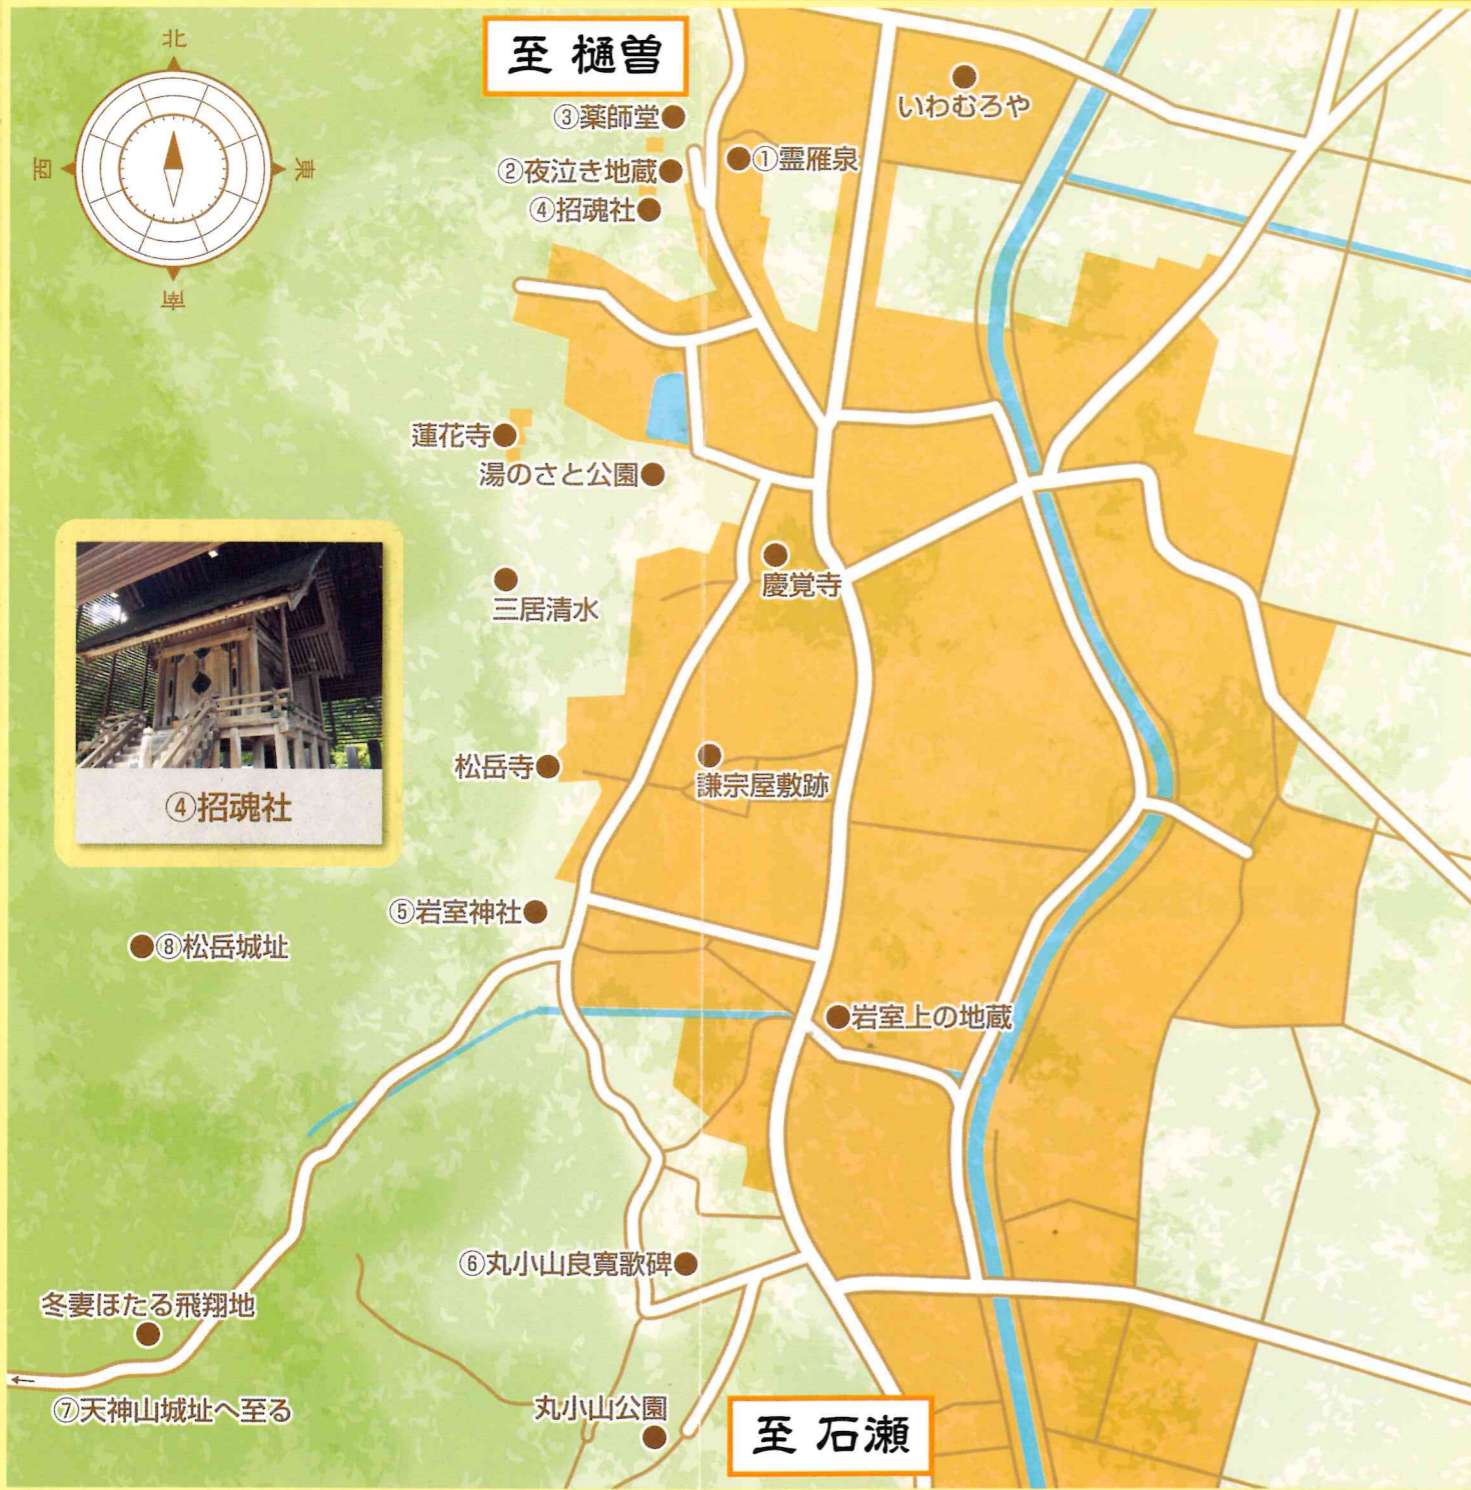 北
東
西
南
至 樋曽
③薬師堂
②夜泣き地蔵
④招魂社
①霊雁泉
いわむろや
蓮花寺
湯のさと公園
慶覚寺
三居清水
④招魂社
松岳寺
謙宗屋敷跡
⑤岩室神社
⑧松岳城址
岩室上の地蔵
⑥丸小山良寛歌碑
冬妻ほたる飛翔地
⑦天神山城址へ至る
丸小山公園
至 石瀬